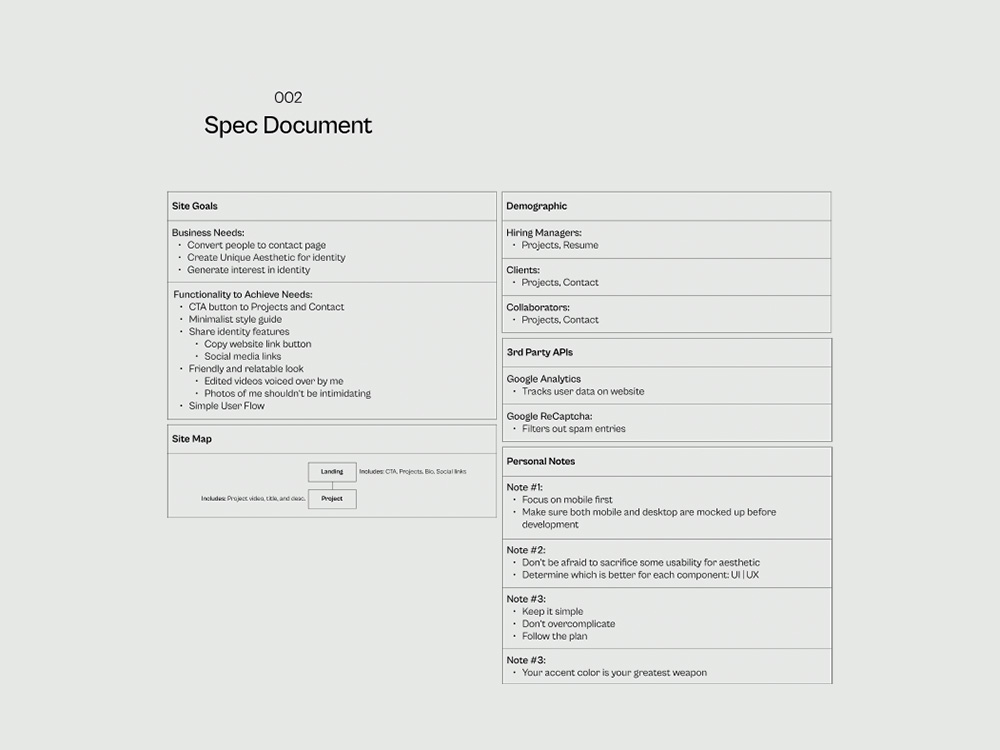 002
Spec Document
Site Goals
Business Needs:
• Convert people to contact page
• Create Unique Aesthetic for identity
• Generate interest in identity
Functionality to Achieve Needs:
• CTA button to Projects and Contact
• Minimalist style guide
• Share identity features
• Copy website link button
• Social media links
• Friendly and relatable look
• Edited videos voiced over by me
• Photos of me shouldn't be intimidating
• Simple User Flow
Site Map
Landing
Includes: CTA, Projects, Bio, Social links
Includes: Project video, title, and desc.
Project
Demographic
Hiring Managers:
• Projects, Resume
Clients:
• Projects, Contact
Collaborators:
• Projects, Contact
3rd Party APIs
Google Analytics
• Tracks user data on website
Google ReCaptcha:
• Filters out spam entries
Personal Notes
Note #1:
• Focus on mobile first
• Make sure both mobile and desktop are mocked up before
development
Note #2:
• Don't be afraid to sacrifice some usability for aesthetic
• Determine which is better for each component: UI | UX
Note #3:
• Keep it simple
• Don't overcomplicate
• Follow the plan
Note #3:
• Your accent color is your greatest weapon